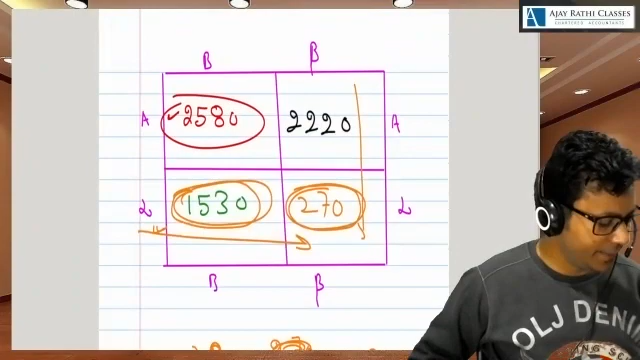 AJAY RATHI CLASSES
CHARTERED ACCOUNTANTS
B β
A 2580 2220 A
1530 270
B β
OLJ DENI